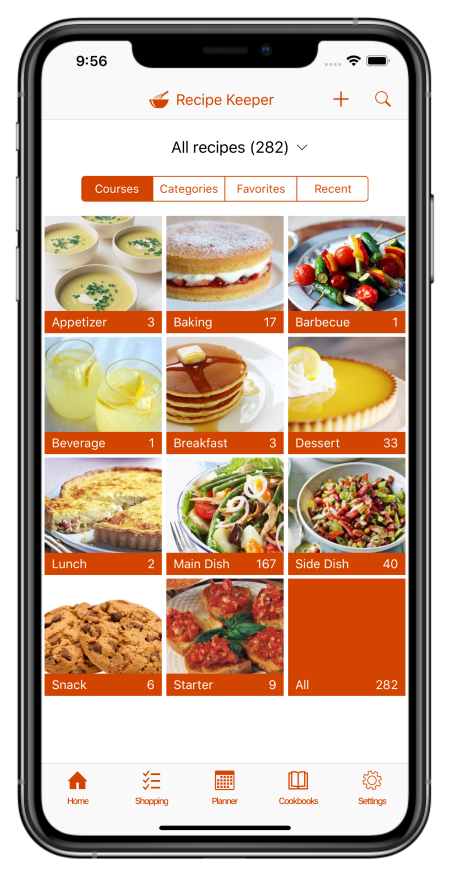 9:56
Recipe Keeper
All recipes (282)
Courses Categories Favorites Recent
Appetizer 3 Baking 17 Barbecue 1
Beverage 1 Breakfast 3 Dessert 33
Lunch 2 Main Dish 167 Side Dish 40
Snack 6 Starter 9 All 282
Home Shopping Planner Cookbooks Settings